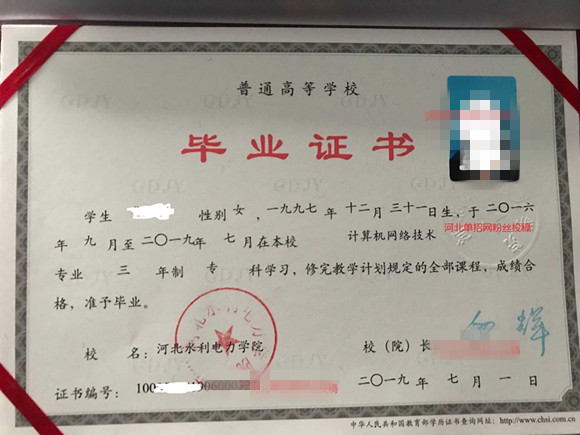 普通高等学校
毕业证书
学生 性别 女 ，一九九七 年 十二月 三十一日生，于 二〇一六
河北单招网粉丝投稿
年 九 月至 二〇一九年 七 月在本校 计算机网络技术
专业 三 年制 专 科学习，修完教学计划规定的全部课程，成绩合
格，准予毕业。
校 名：河北水利电力学院 校（院）长
证书编号： 100 06000 二〇一九 年 七 月 一 日
中华人民共和国教育部学历证书查询网址：http://www.chsi.com.cn